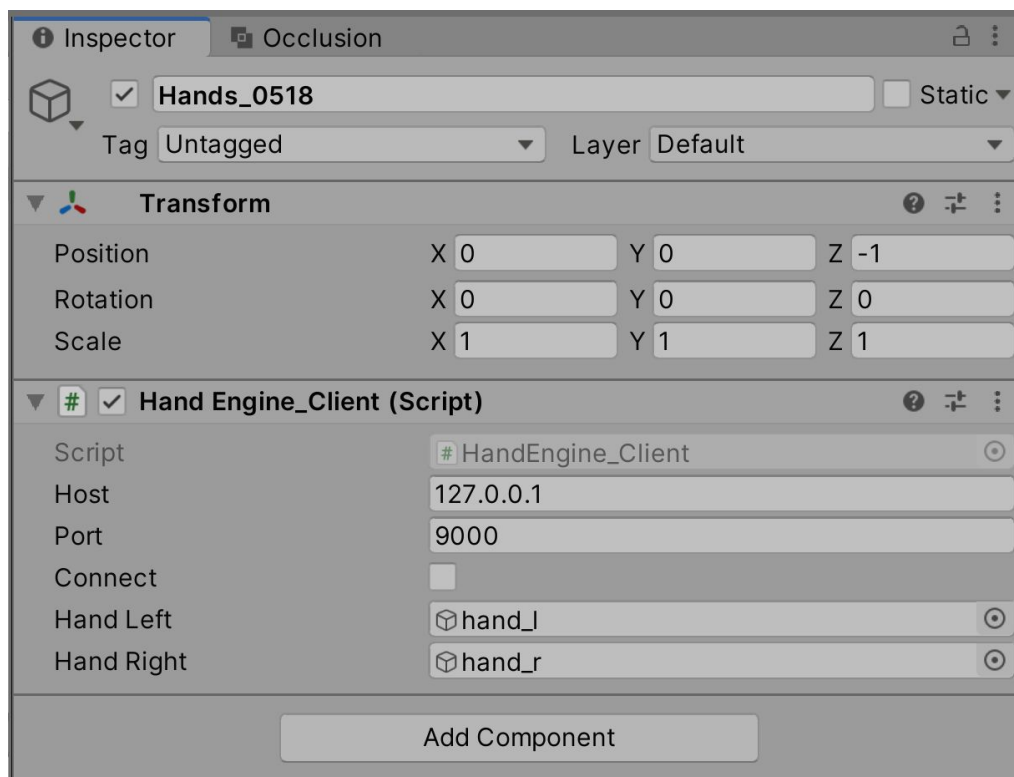 Inspector Occlusion
Hands_0518 Static
Tag Untagged Layer Default
Transform
Position X 0 Y 0 Z -1
Rotation X 0 Y 0 Z 0
Scale X 1 Y 1 Z 1
# Hand Engine_Client (Script)
Script # HandEngine_Client
Host 127.0.0.1
Port 9000
Connect
Hand Left hand_l
Hand Right hand_r
Add Component